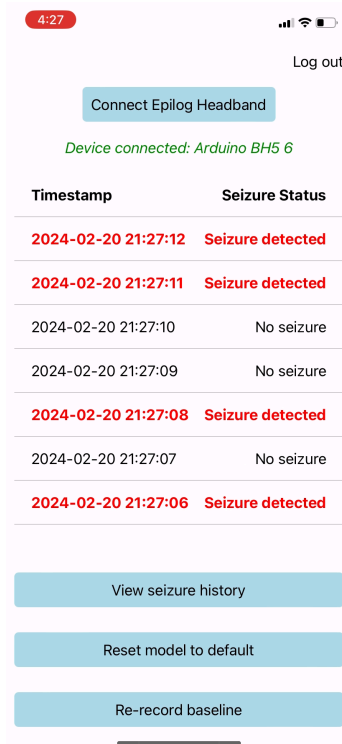 4:27
Log out
Connect Epilog Headband
Device connected: Arduino BH5 6
Timestamp Seizure Status
2024-02-20 21:27:12 Seizure detected
2024-02-20 21:27:11 Seizure detected
2024-02-20 21:27:10 No seizure
2024-02-20 21:27:09 No seizure
2024-02-20 21:27:08 Seizure detected
2024-02-20 21:27:07 No seizure
2024-02-20 21:27:06 Seizure detected
View seizure history
Reset model to default
Re-record baseline